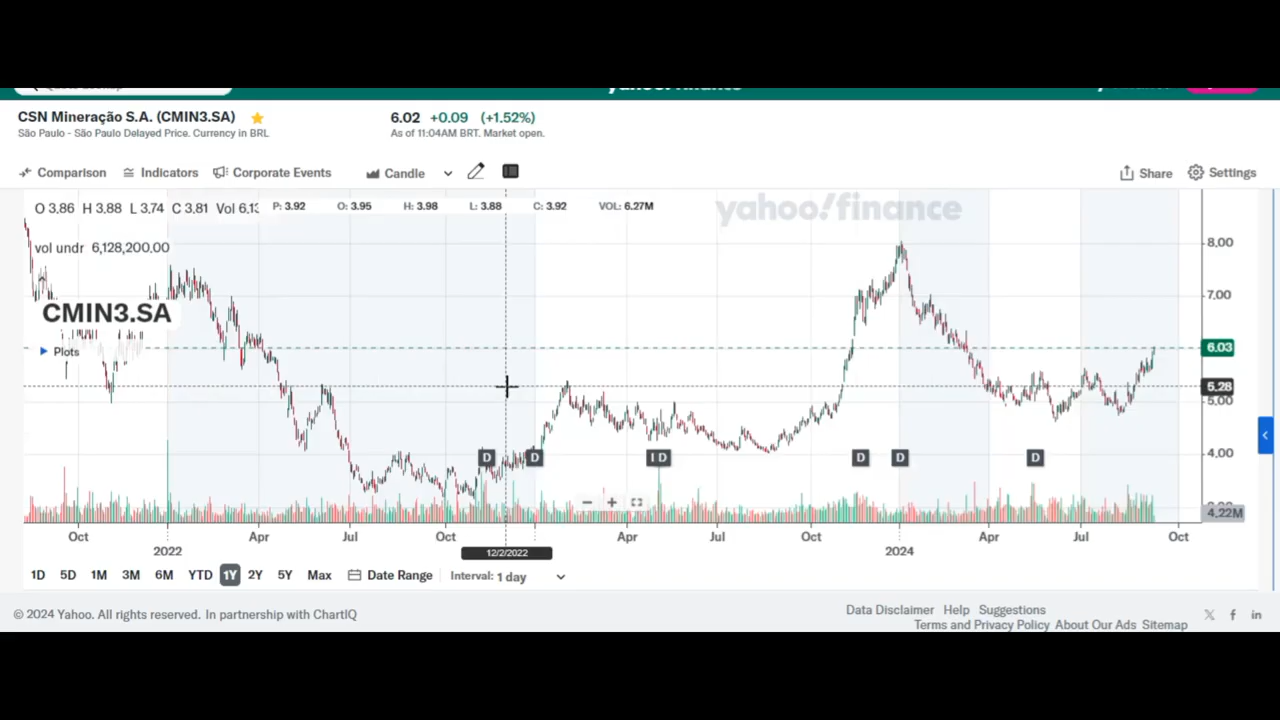 yahoo!finance
CSN Mineração S.A. (CMIN3.SA)
6.02 +0.09 (+1.52%)
São Paulo - São Paulo Delayed Price. Currency in BRL
As of 11:04AM BRT. Market open.
Comparison Indicators Corporate Events Candle Share Settings
O 3,86 H 3,88 L 3,74 C 3,81 Vol 6,13
P: 3.92 O: 3.95 H: 3.98 L: 3.88 C: 3.92 VOL: 6.27M
yahoo!finance
vol undr 6,128,200.00
8.00
7.00
CMIN3.SA
Plots
6.03
5.28
5.00
D D D D D D
4.00
4.22M
Oct Apr Jul Oct Apr Jul Oct Apr Jul Oct
2022 12/2/2022 2024
1D 5D 1M 3M 6M YTD 1Y 2Y 5Y Max Date Range Interval: 1 day
© 2024 Yahoo. All rights reserved. In partnership with ChartIQ
Data Disclaimer Help Suggestions
Terms and Privacy Policy About Our Ads Sitemap